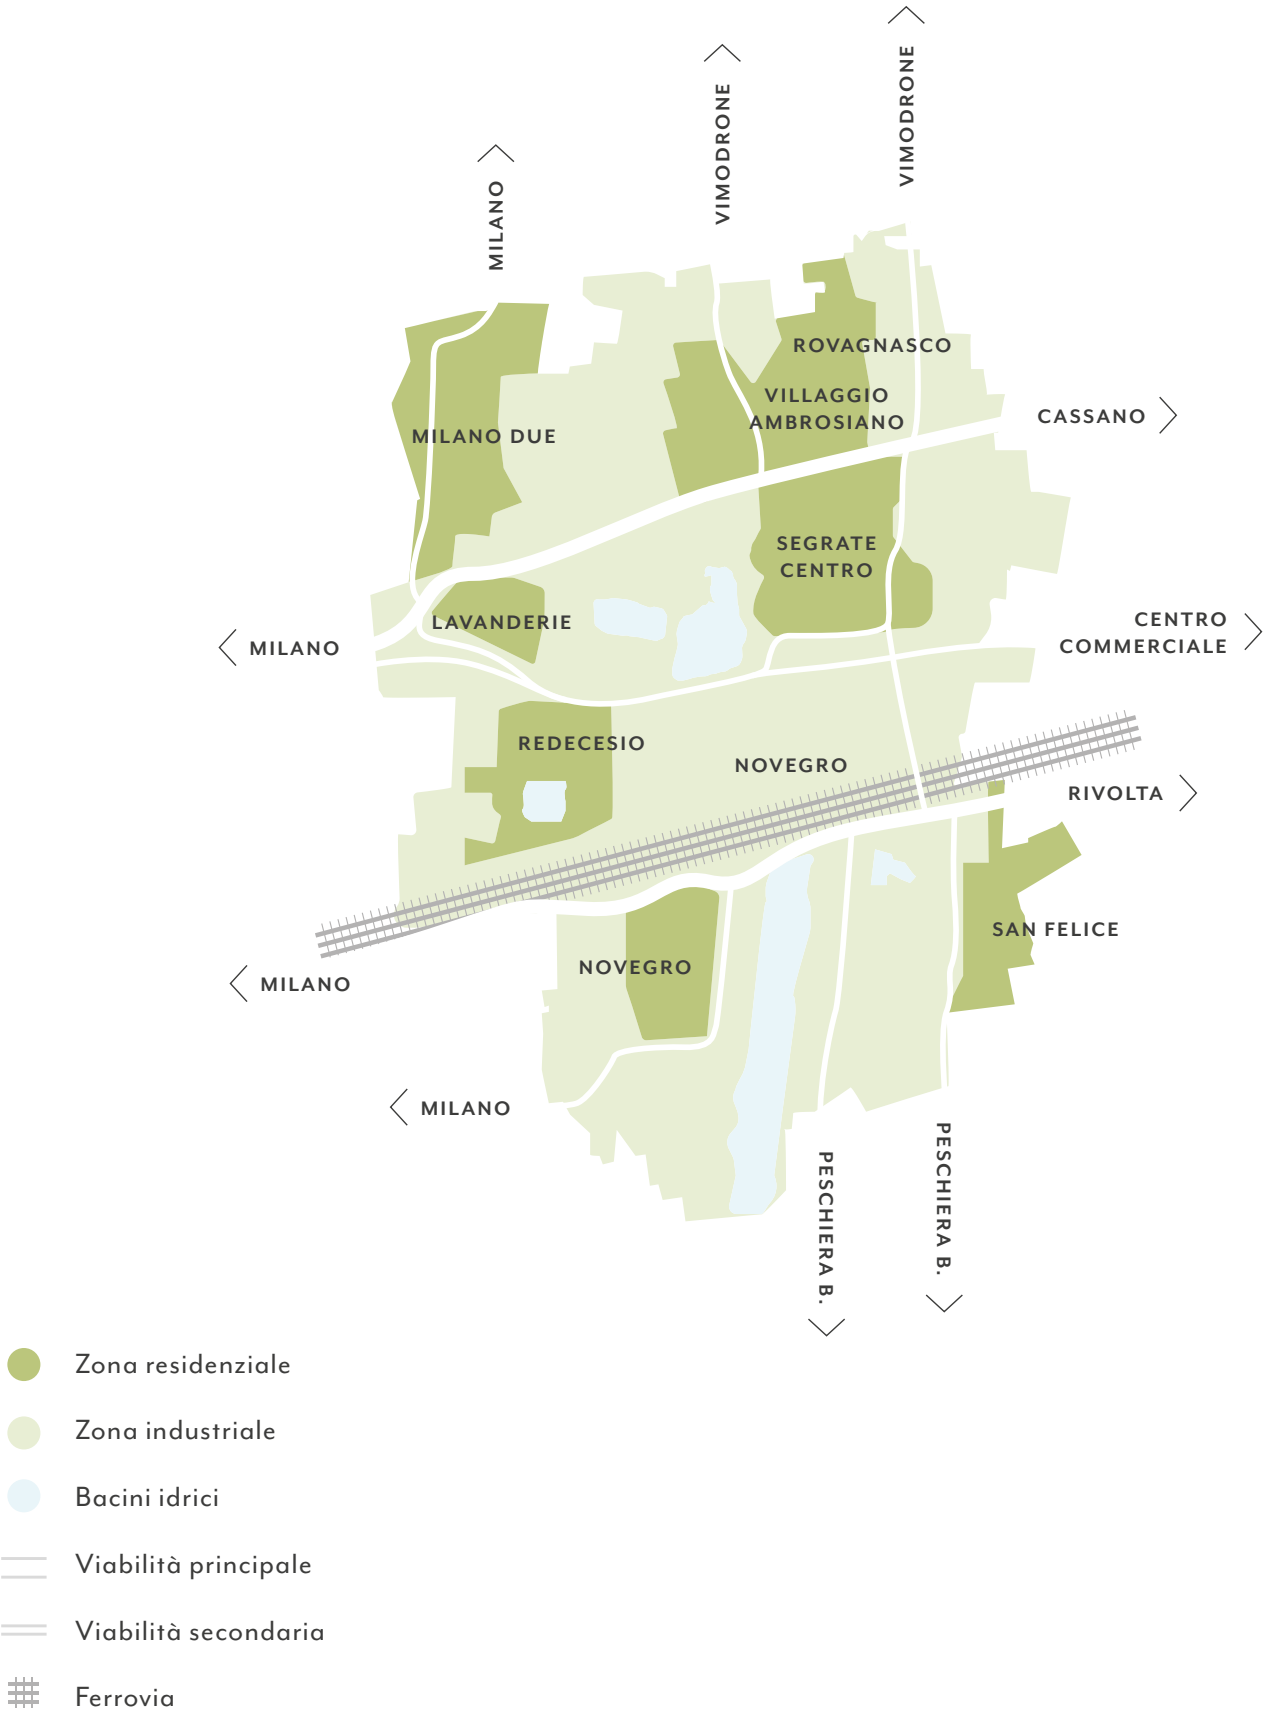 VIMODRONE
VIMODRONE
MILANO
ROVAGNASCO
VILLAGGIO
AMBROSIANO
CASSANO
MILANO DUE
SEGRATE
CENTRO
LAVANDERIE
CENTRO
COMMERCIALE
MILANO
REDECESIO
NOVEGRO
RIVOLTA
SAN FELICE
NOVEGRO
MILANO
MILANO
PESCHIERA B.
PESCHIERA B.
Zona residenziale
Zona industriale
Bacini idrici
Viabilità principale
Viabilità secondaria
Ferrovia